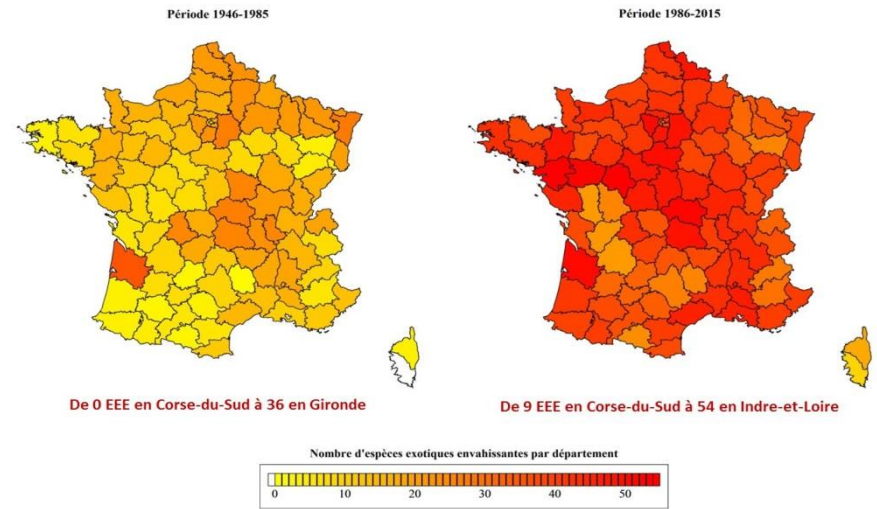 Période 1946-1985
Période 1986-2015
De 0 EEE en Corse-du-Sud à 36 en Gironde
De 9 EEE en Corse-du-Sud à 54 en Indre-et-Loire
Nombre d'espèces exotiques envahissantes par département
0 10 20 30 40 50